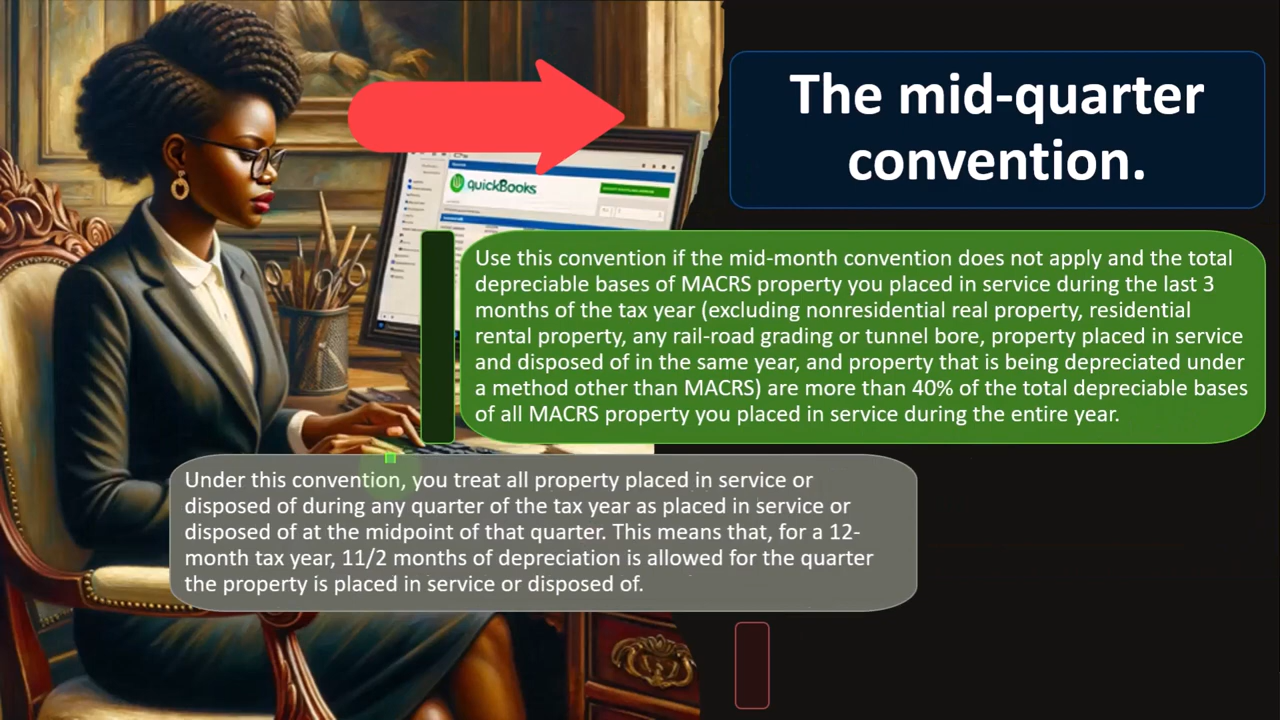 The mid-quarter
convention.
quickBooks
Use this convention if the mid-month convention does not apply and the total
depreciable bases of MACRS property you placed in service during the last 3
months of the tax year (excluding nonresidential real property, residential
rental property, any rail-road grading or tunnel bore, property placed in service
and disposed of in the same year, and property that is being depreciated under
a method other than MACRS) are more than 40% of the total depreciable bases
of all MACRS property you placed in service during the entire year.
Under this convention, you treat all property placed in service or
disposed of during any quarter of the tax year as placed in service or
disposed of at the midpoint of that quarter. This means that, for a 12-
month tax year, 11/2 months of depreciation is allowed for the quarter
the property is placed in service or disposed of.